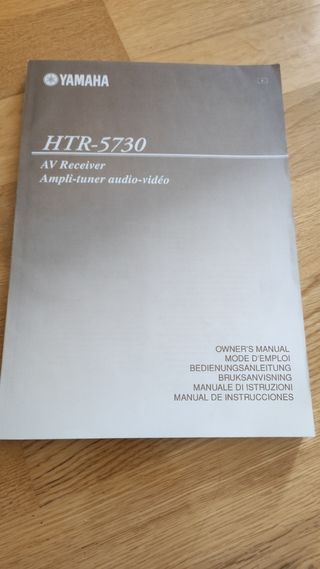 YAMAHA
HTR-5730
AV Receiver
Ampli-tuner audio-vidéo
OWNER'S MANUAL
MODE D'EMPLOI
BEDIENUNGSANLEITUNG
BRUKSANVISNING
MANUALE DI ISTRUZIONI
MANUAL DE INSTRUCCIONES